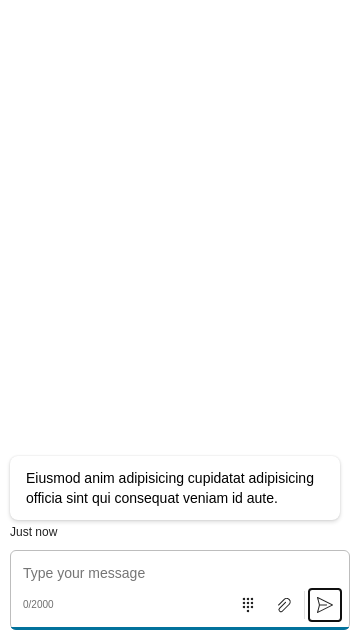 Eiusmod anim adipisicing cupidatat adipisicing
officia sint qui consequat veniam id aute.
Just now
Type your message
0/2000